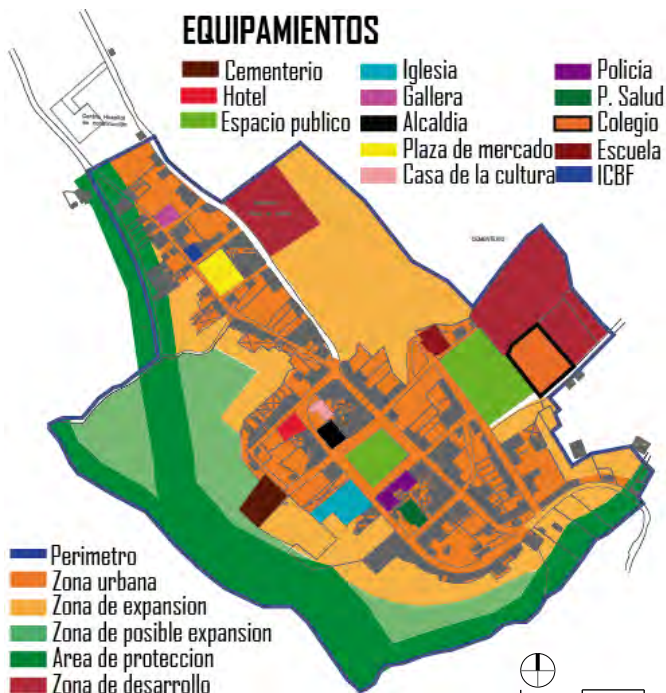 EQUIPAMIENTOS
Cementerio
Hotel
Espacio publico
Iglesia
Gallera
Alcaldia
Plaza de mercado
Casa de la cultura
Policia
P. Salud
Colegio
Escuela
ICBF
CEMENTERIO
Perimetro
Zona urbana
Zona de expansion
Zona de posible expansion
Area de proteccion
Zona de desarrollo